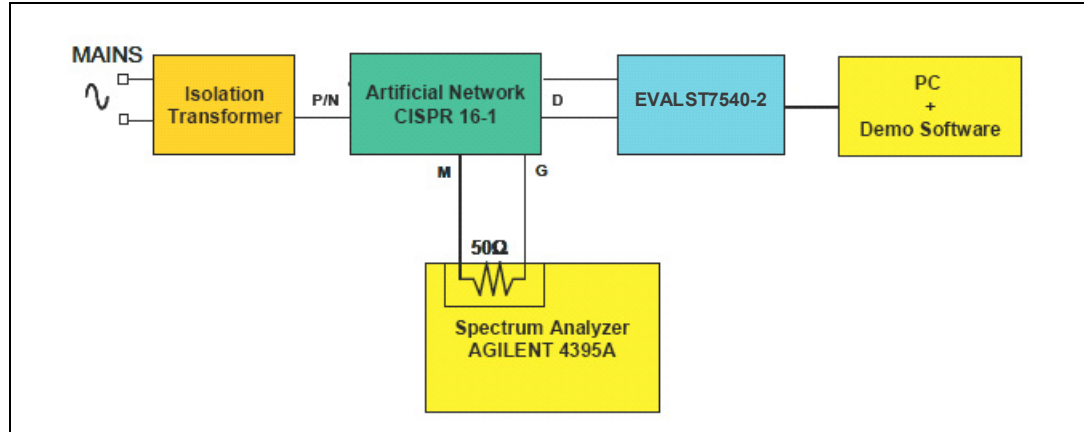 MAINS
Isolation
Transformer
P/N
Artificial Network
CISPR 16-1
D
EVALST7540-2
PC
+
Demo Software
M
G
50Ω
Spectrum Analyzer
AGILENT 4395A